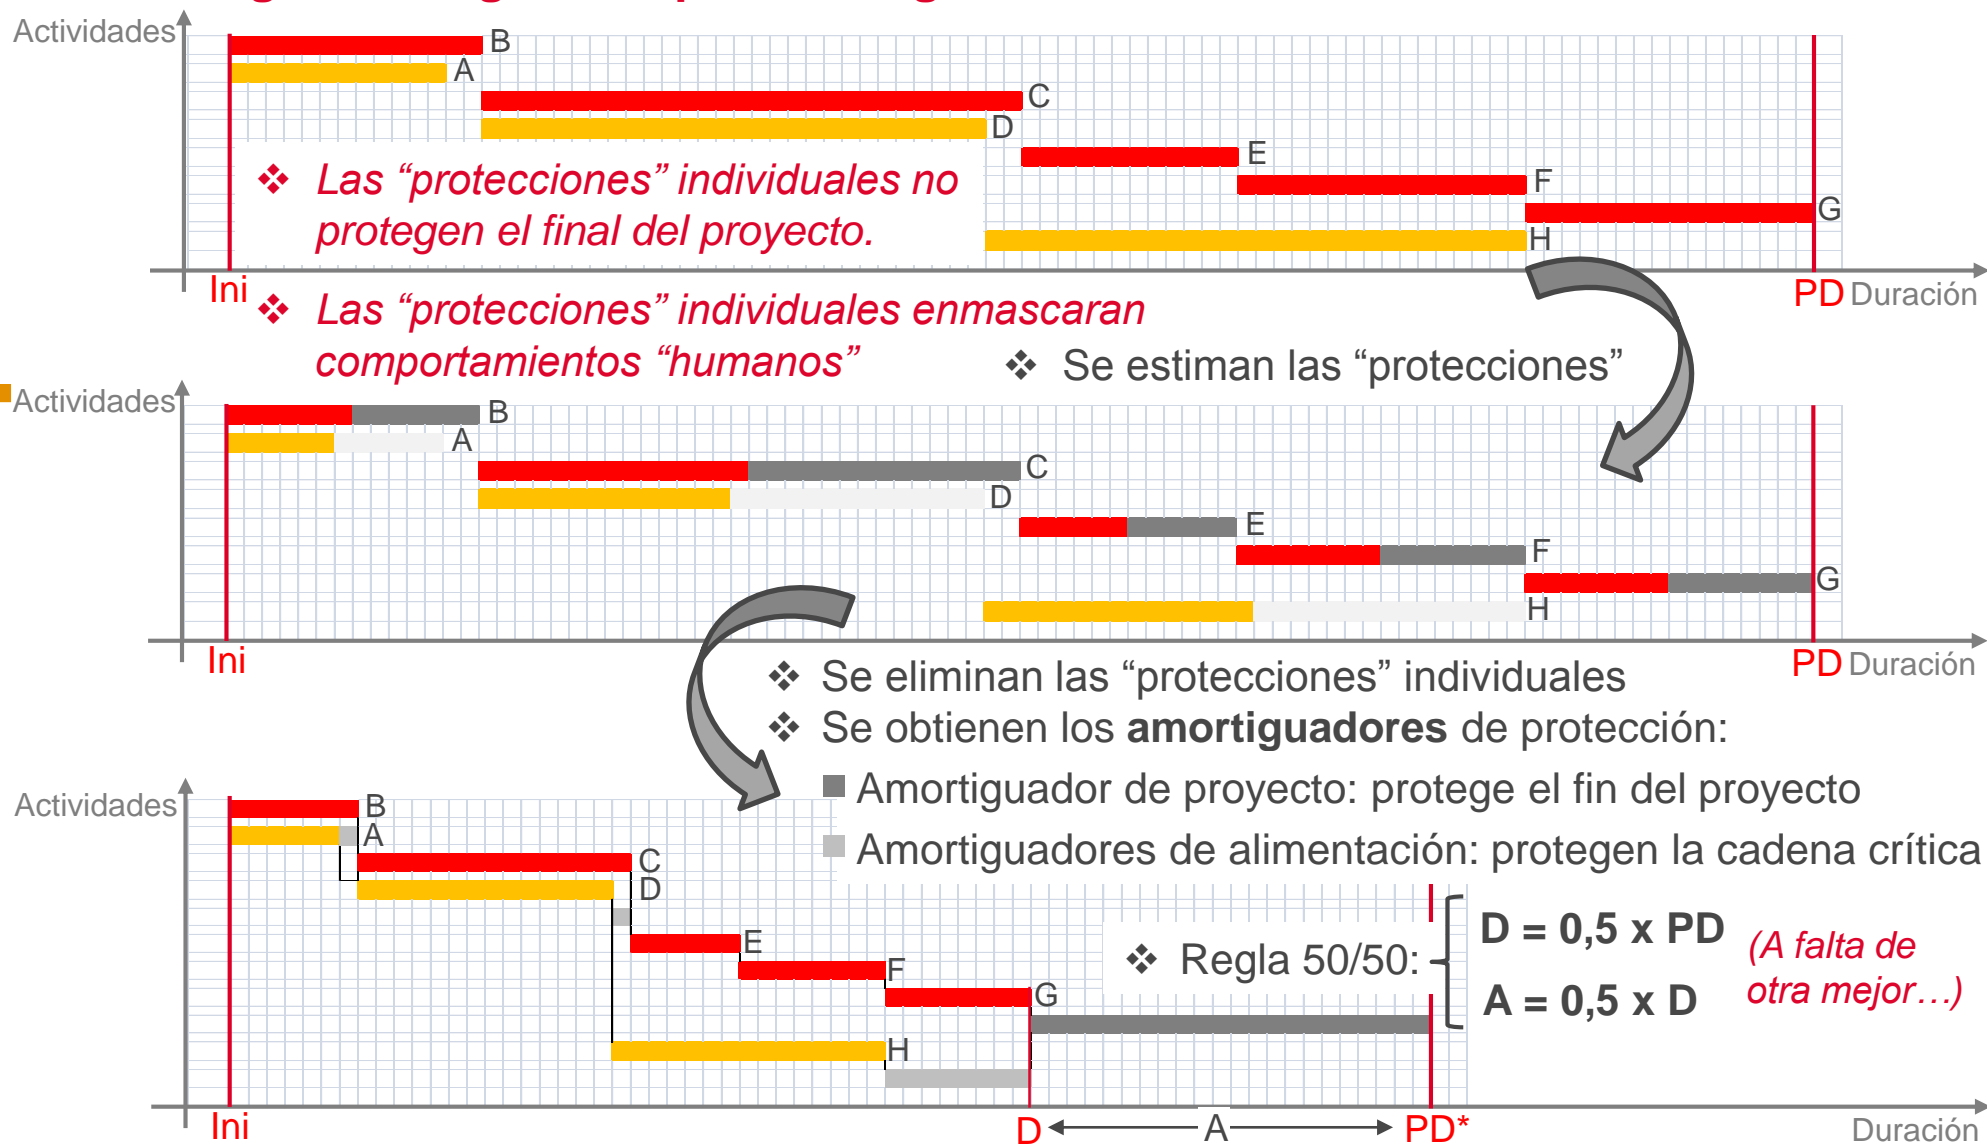 Actividades
B
A
C
D
E
F
G
H
❖ Las “protecciones” individuales no
protegen el final del proyecto.
Ini
PD
Duración
❖ Las “protecciones” individuales enmascaran
comportamientos “humanos”
❖ Se estiman las “protecciones”
Actividades
B
A
C
D
E
F
G
H
Ini
PD
Duración
❖ Se eliminan las “protecciones” individuales
❖ Se obtienen los amortiguadores de protección:
Amortiguador de proyecto: protege el fin del proyecto
Amortiguadores de alimentación: protegen la cadena crítica
Actividades
B
A
C
D
E
F
G
H
❖ Regla 50/50:
D = 0,5 x PD
A = 0,5 x D
(A falta de
otra mejor…)
Ini
D
A
PD*
Duración